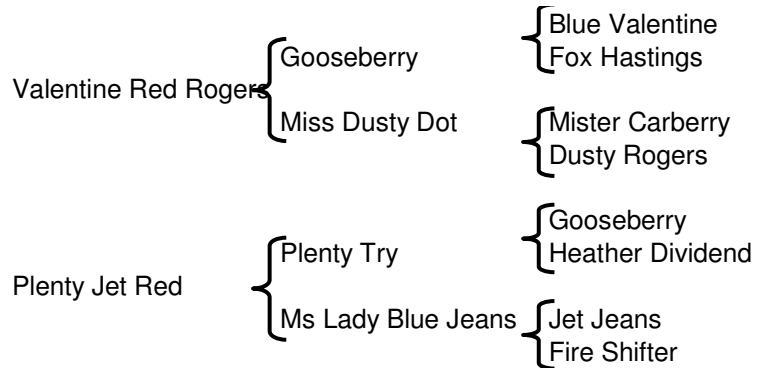 Blue Valentine
Gooseberry
Fox Hastings
Valentine Red Rogers
Miss Dusty Dot
Mister Carberry
Dusty Rogers
Gooseberry
Plenty Try
Heather Dividend
Plenty Jet Red
Ms Lady Blue Jeans
Jet Jeans
Fire Shifter